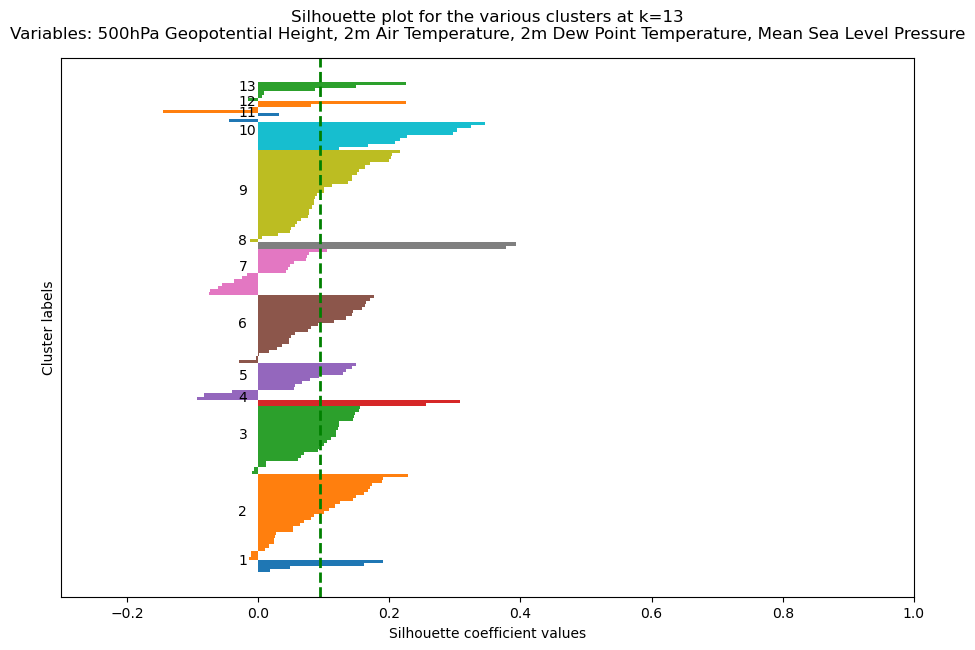 Silhouette plot for the various clusters at k=13
Variables: 500hPa Geopotential Height, 2m Air Temperature, 2m Dew Point Temperature, Mean Sea Level Pressure
13
12
11
10
9
8
7
6
5
4
3
2
1
Cluster labels
−0.2 0.0 0.2 0.4 0.6 0.8 1.0
Silhouette coefficient values